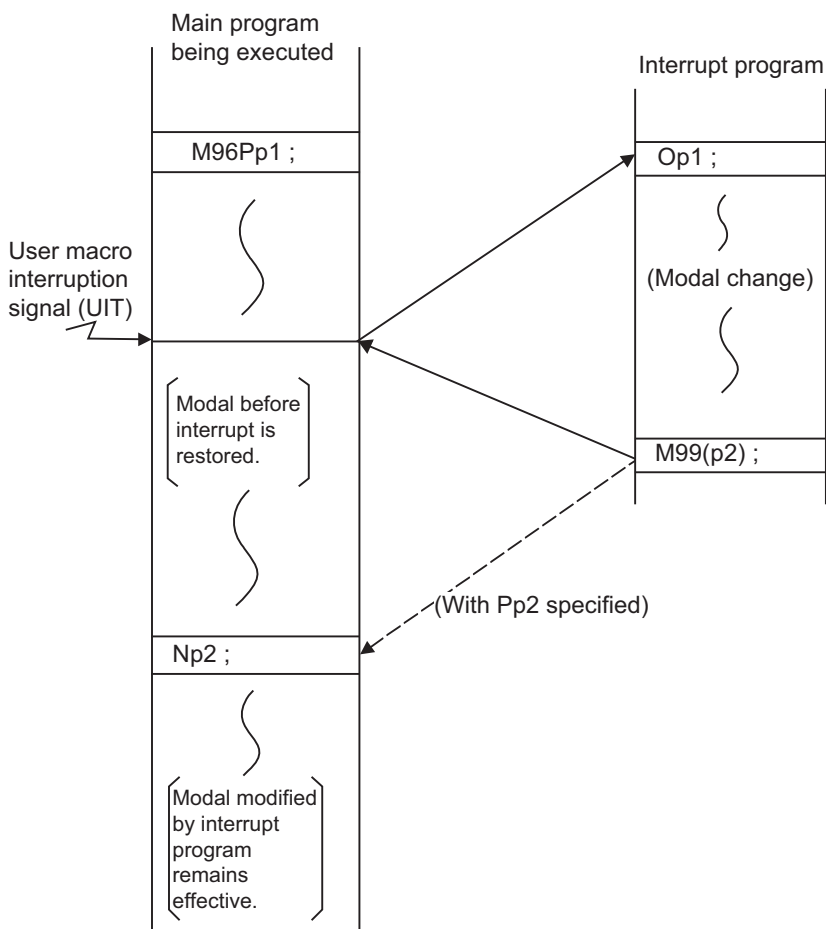 Main program
being executed
Interrupt program
M96Pp1 ;
Op1 ;
User macro
interruption
signal (UIT)
(Modal change)
Modal before
interrupt is
restored.
M99(p2) ;
(With Pp2 specified)
Np2 ;
Modal modified
by interrupt
program
remains
effective.